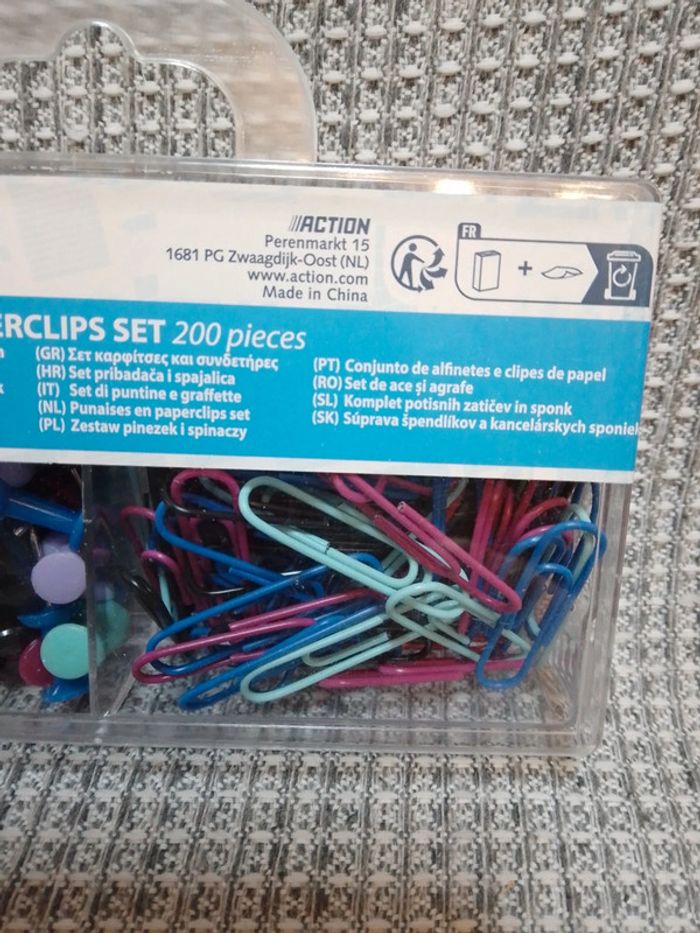 ///ACTION
Perenmarkt 15
1681 PG Zwaagdijk-Oost (NL)
www.action.com
Made in China
FR
+
ERCLIPS SET 200 pieces
(GR) Σετ καρφίτσες και συνδετήρες
(HR) Set pribadača i spajalica
(IT) Set di puntine e graffette
(NL) Punaises en paperclips set
(PL) Zestaw pinezek i spinaczy
(PT) Conjunto de alfinetes e clipes de papel
(RO) Set de ace și agrafe
(SL) Komplet potisnih zatičev in sponk
(SK) Súprava špendlíkov a kancelárskych sponiek